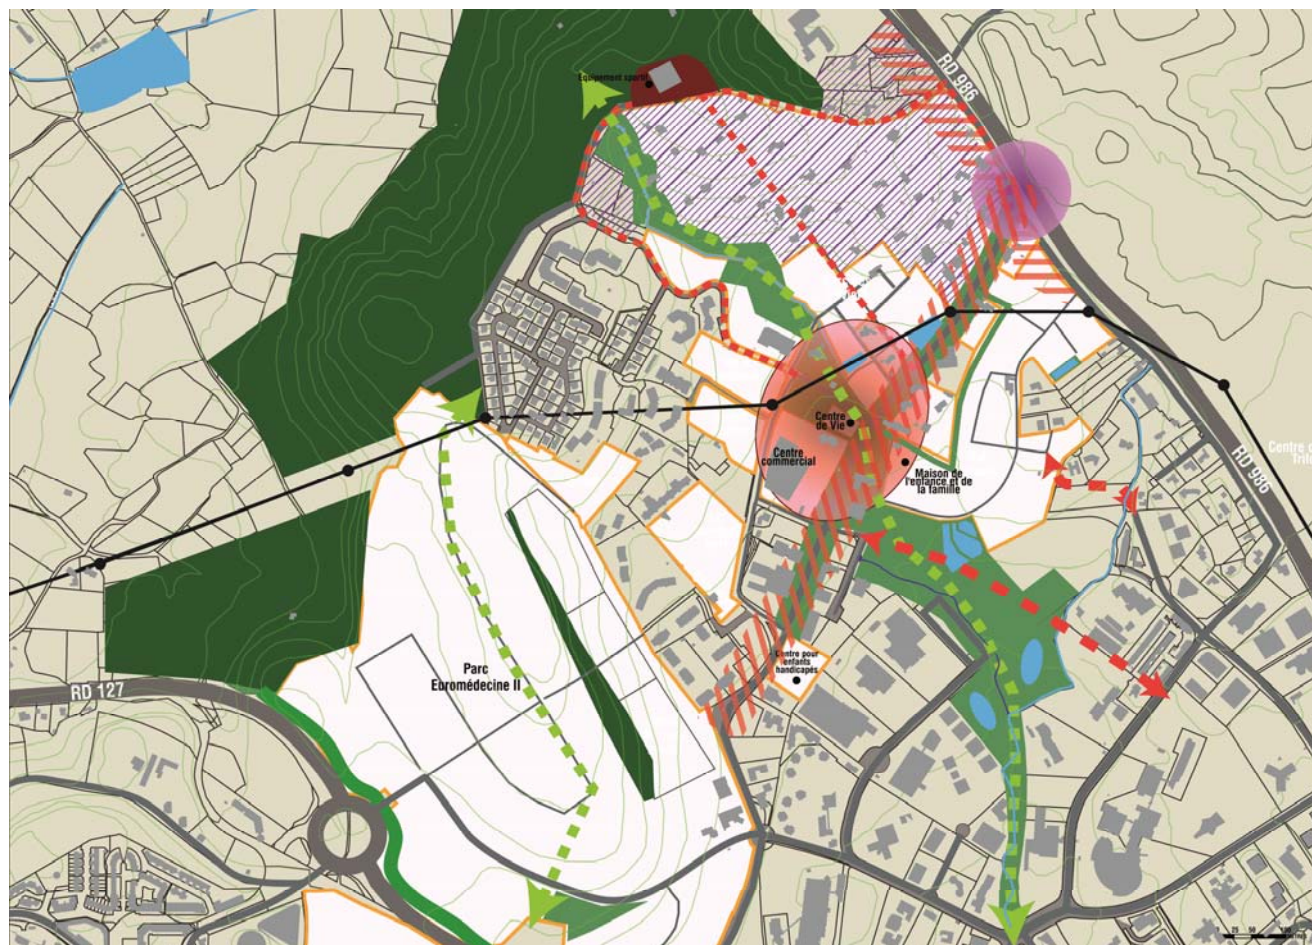 Equipement sportif
RD 986
Centre
de Vie
Centre
commercial
Maison de
l'enfance et de
la famille
RD 986
Parc
Euromédecine II
Centre pour
enfants
handicapés
RD 127